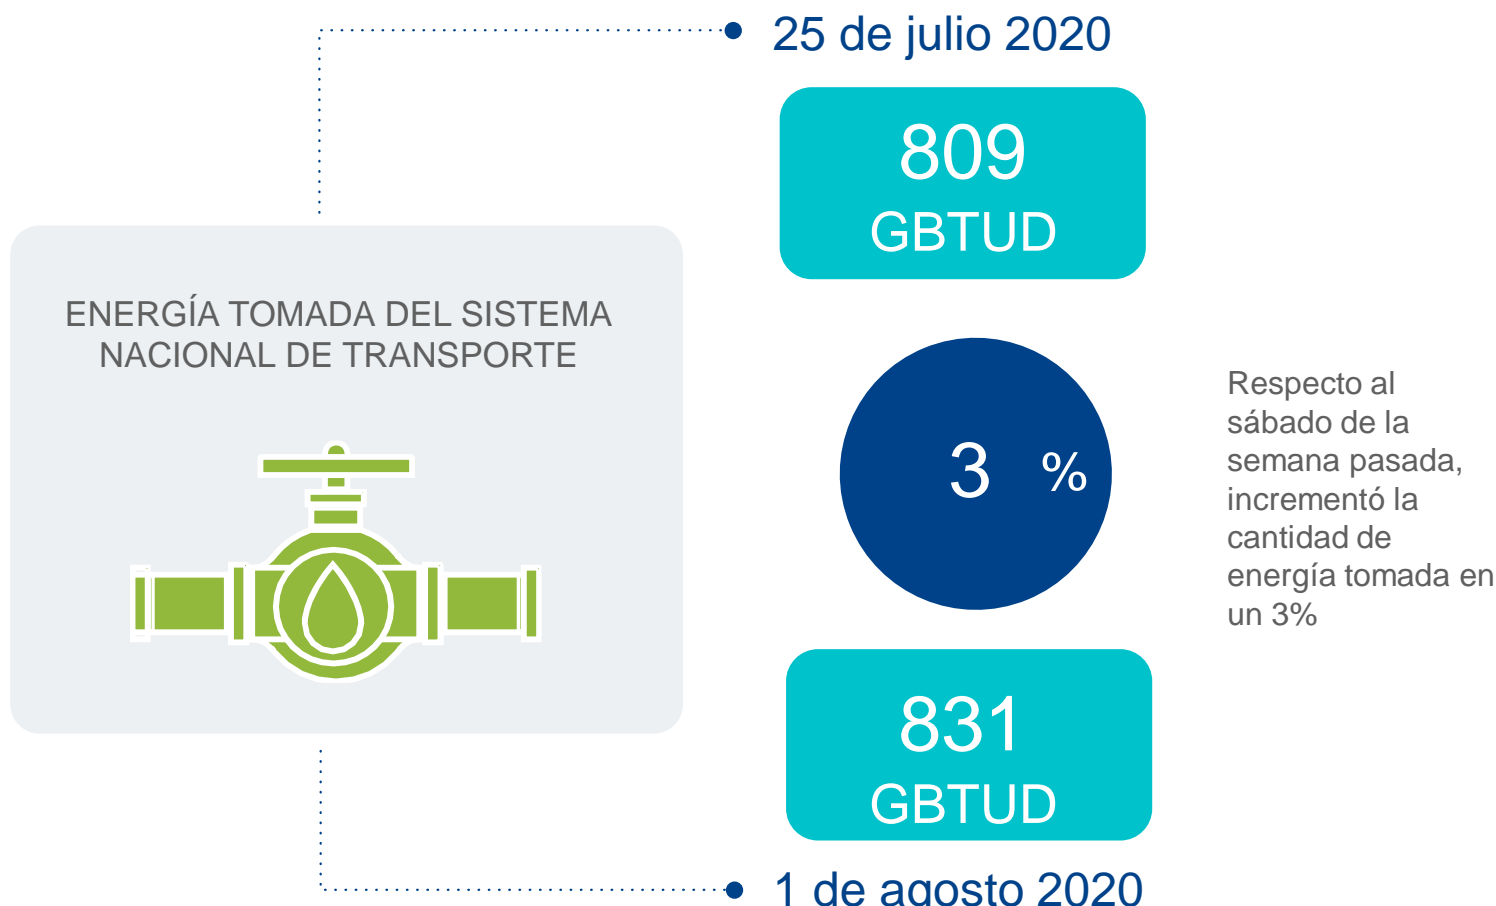 25 de julio 2020
809
GBTUD
ENERGÍA TOMADA DEL SISTEMA
NACIONAL DE TRANSPORTE
3 %
Respecto al
sábado de la
semana pasada,
incrementó la
cantidad de
energía tomada en
un 3%
831
GBTUD
1 de agosto 2020